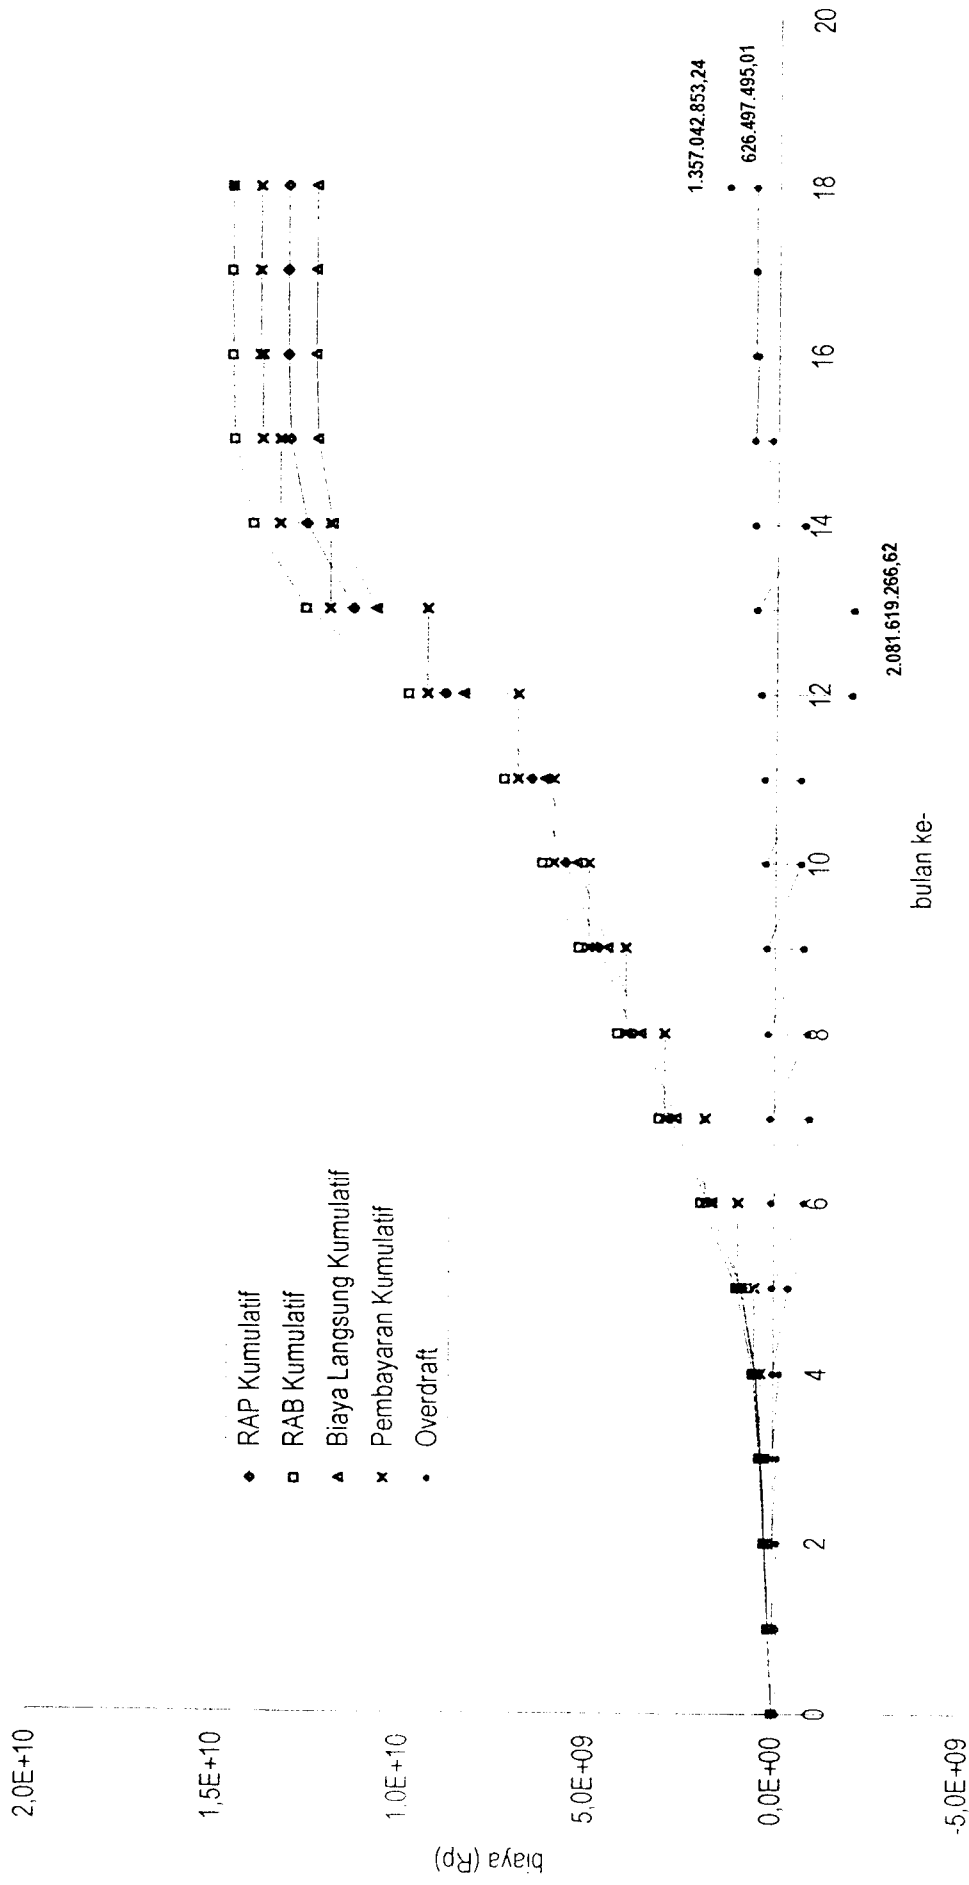 biaya (Rp)
2,0E+10
1,5E+10
1,0E+10
5,0E+09
0,0E+00
-5,0E+09
RAP Kumulatif
RAB Kumulatif
Biaya Langsung Kumulatif
Pembayaran Kumulatif
Overdraft
0
2
4
6
8
10
12
14
16
18
20
2.081.619.266,62
1.357.042.853,24
626.497.495,01
bulan ke-